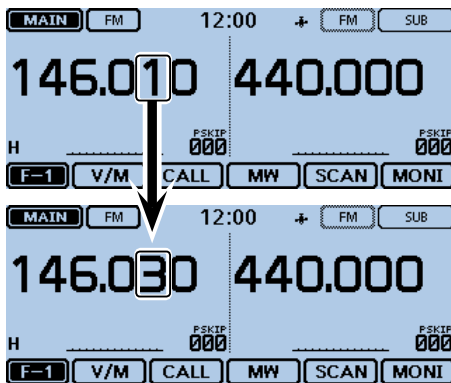 MAIN FM 12:00 FM SUB
146.010 440.000
PSKIP PSKIP
H 000 000
F-1 V/M CALL MW SCAN MONI
MAIN FM 12:00 FM SUB
146.030 440.000
PSKIP PSKIP
H 000 000
F-1 V/M CALL MW SCAN MONI